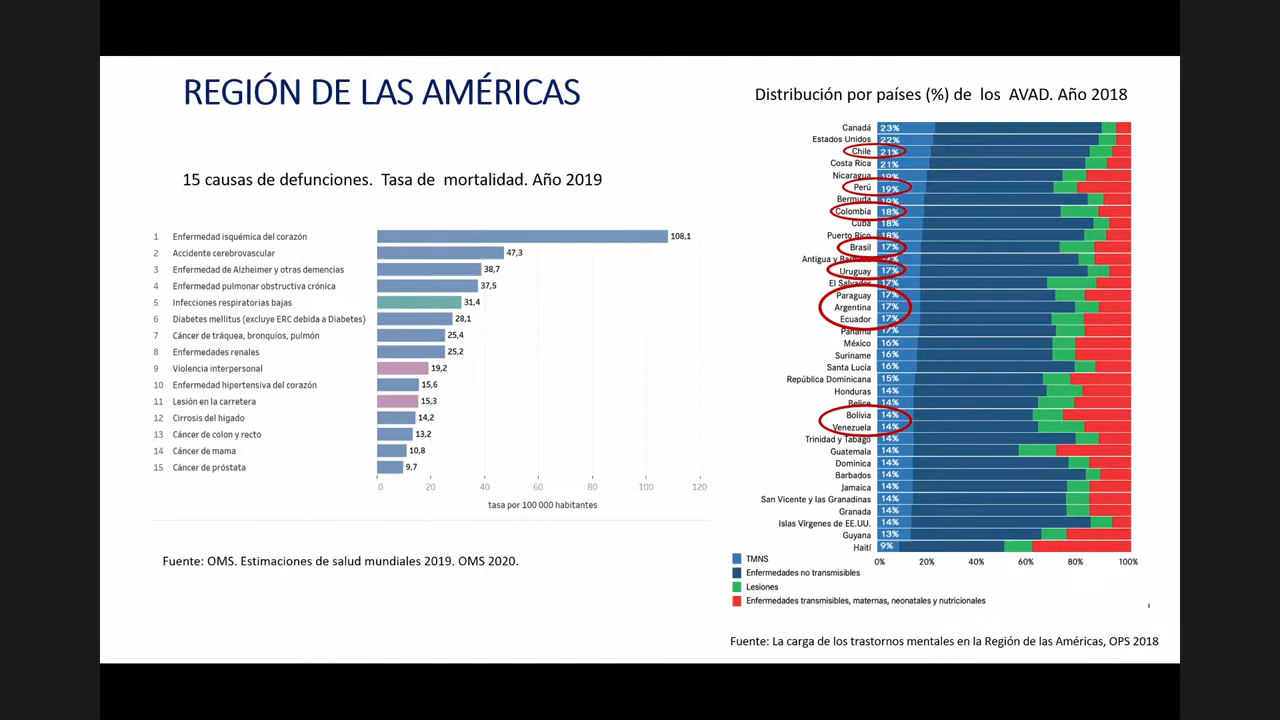 REGIÓN DE LAS AMÉRICAS
15 causas de defunciones. Tasa de mortalidad. Año 2019
1 Enfermedad isquémica del corazón 108,1
2 Accidente cerebrovascular 47,3
3 Enfermedad de Alzheimer y otras demencias 38,7
4 Enfermedad pulmonar obstructiva crónica 37,5
5 Infecciones respiratorias bajas 31,4
6 Diabetes mellitus (excluye ERC debida a Diabetes) 28,1
7 Cáncer de tráquea, bronquios, pulmón 25,4
8 Enfermedades renales 25,2
9 Violencia interpersonal 19,2
10 Enfermedad hipertensiva del corazón 15,6
11 Lesión en la carretera 15,3
12 Cirrosis del hígado 14,2
13 Cáncer de colon y recto 13,2
14 Cáncer de mama 10,8
15 Cáncer de próstata 9,7
0 20 40 60 80 100 120
tasa por 100 000 habitantes
Fuente: OMS. Estimaciones de salud mundiales 2019. OMS 2020.
Distribución por países (%) de los AVAD. Año 2018
Canadá 23%
Estados Unidos 22%
Chile 21%
Costa Rica 21%
Nicaragua 19%
Perú 19%
Bermuda 19%
Colombia 18%
Cuba 18%
Puerto Rico 18%
Brasil 17%
Antigua y 17%
Uruguay 17%
El Salvador 17%
Paraguay 17%
Argentina 17%
Ecuador 17%
Panamá 17%
México 16%
Suriname 16%
Santa Lucía 16%
República Dominicana 15%
Honduras 14%
Belice 14%
Bolivia 14%
Venezuela 14%
Trinidad y Tabago 14%
Guatemala 14%
Dominica 14%
Barbados 14%
Jamaica 14%
San Vicente y las Granadinas 14%
Granada 14%
Islas Vírgenes de EE.UU. 14%
Guyana 13%
Haití 9%
0% 20% 40% 60% 80% 100%
TMNS
Enfermedades no transmisibles
Lesiones
Enfermedades transmisibles, maternas, neonatales y nutricionales
Fuente: La carga de los trastornos mentales en la Región de las Américas, OPS 2018